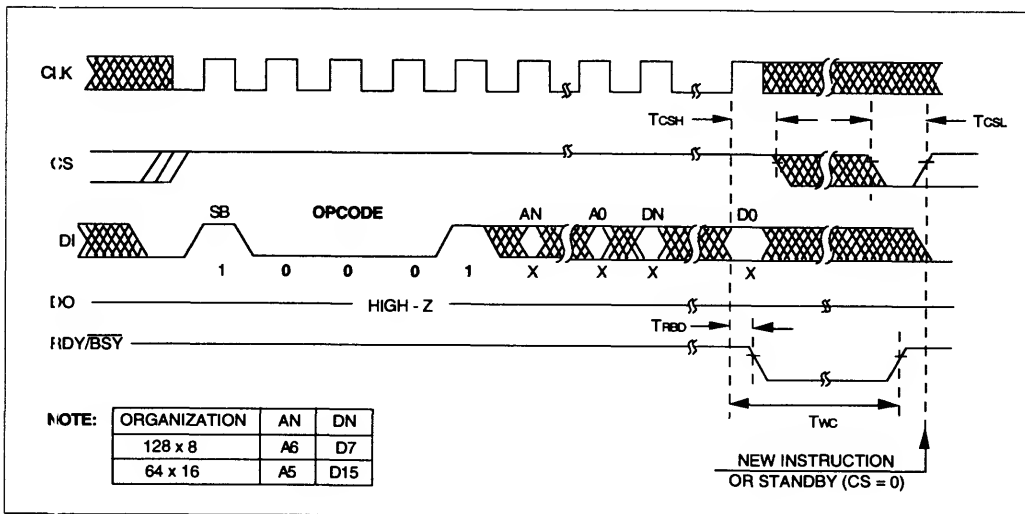 CLK
TCSH
TCSL
CS
SB OPCODE AN A0 DN D0
DI
1 0 0 0 1 X X X X
DO HIGH - Z
TRBD
RDY/BSY
TWC
NOTE:
ORGANIZATION AN DN
128 x 8 A6 D7
64 x 16 A5 D15
NEW INSTRUCTION
OR STANDBY (CS = 0)